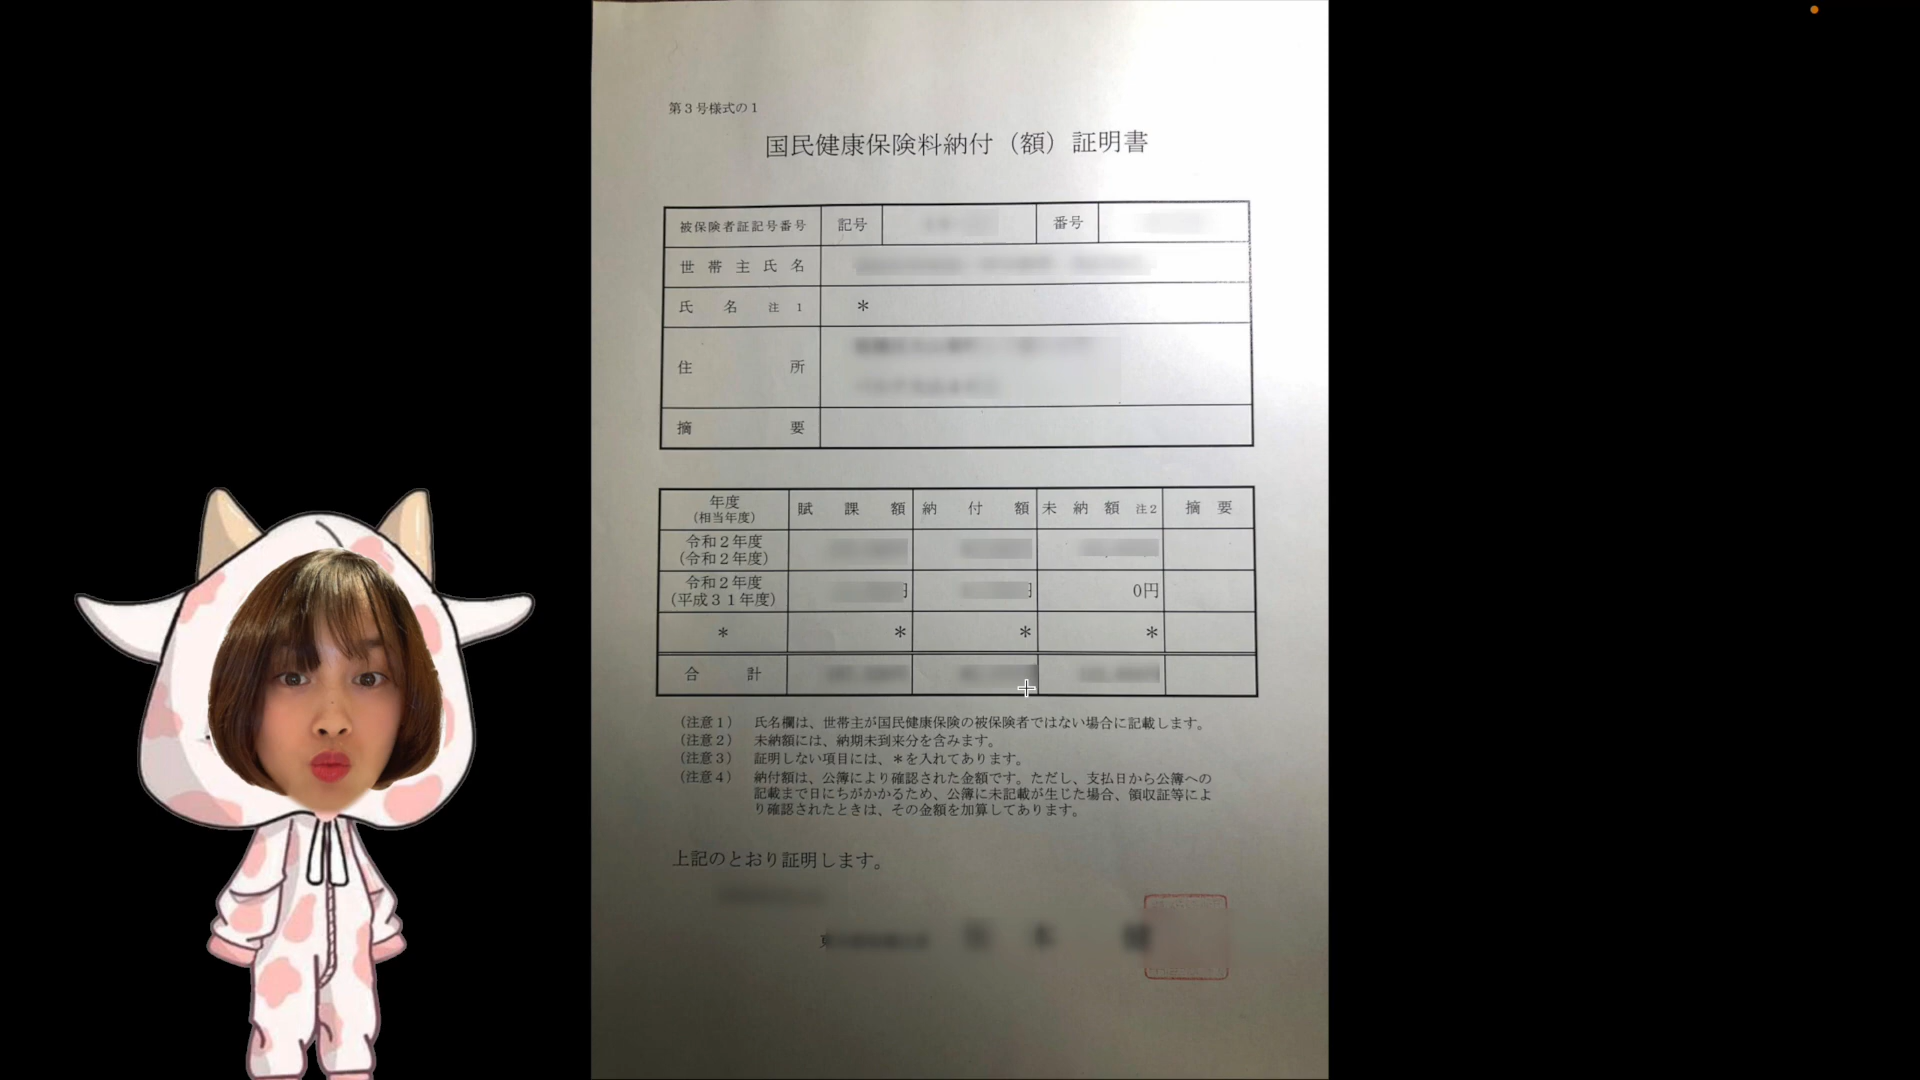 第３号様式の１
国民健康保険料納付（額）証明書
被保険者証記号番号 記号 番号
世帯主氏名
氏名 注１ ＊
住所
摘要
年度 賦課額 納付額 未納額 注２ 摘要
（相当年度）
令和２年度
（令和２年度）
令和２年度
（平成３１年度） 0円
＊ ＊ ＊ ＊
合計
（注意１） 氏名欄は、世帯主が国民健康保険の被保険者ではない場合に記載します。
（注意２） 未納額には、納期未到来分を含みます。
（注意３） 証明しない項目には、＊を入れてあります。
（注意４） 納付額は、公簿により確認された金額です。ただし、支払日から公簿への
記載まで日にちがかかるため、公簿に未記載が生じた場合、領収証等によ
り確認されたときは、その金額を加算してあります。
上記のとおり証明します。